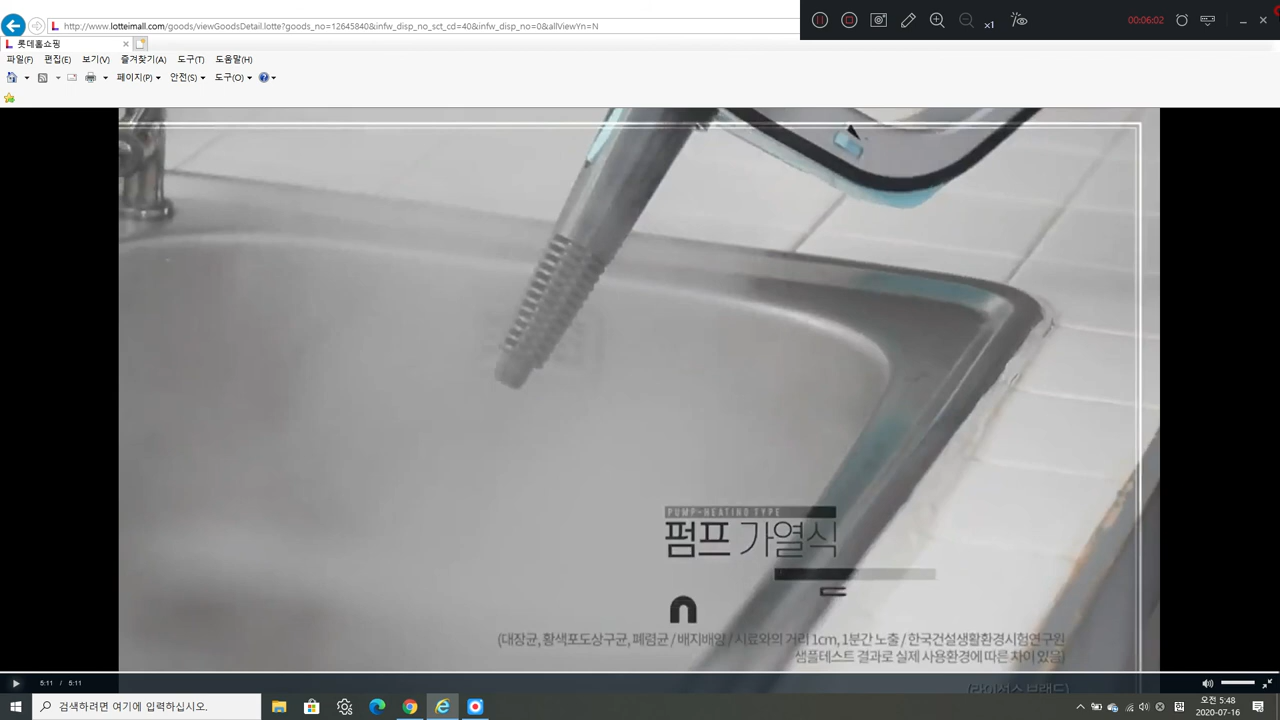 http://www.lotteimall.com/goods/viewGoodsDetail.lotte?goods_no=12645840&infw_disp_no_sct_cd=40&infw_disp_no=0&allViewYn=N
x1
00:06:02
롯데홈쇼핑
파일(F) 편집(E) 보기(V) 즐겨찾기(A) 도구(T) 도움말(H)
페이지(P) 안전(S) 도구(O)
PUMP-HEATING TYPE
펌프 가열식
(대장균, 황색포도상구균, 폐렴균 / 배지배양 / 시료와의 거리 1cm, 1분간 노출 / 한국건설생활환경시험연구원
샘플테스트 결과로 실제 사용환경에 따른 차이 있음)
(라이선스 브랜드)
5:11 / 5:11
검색하려면 여기에 입력하십시오.
오전 5:48
2020-07-16